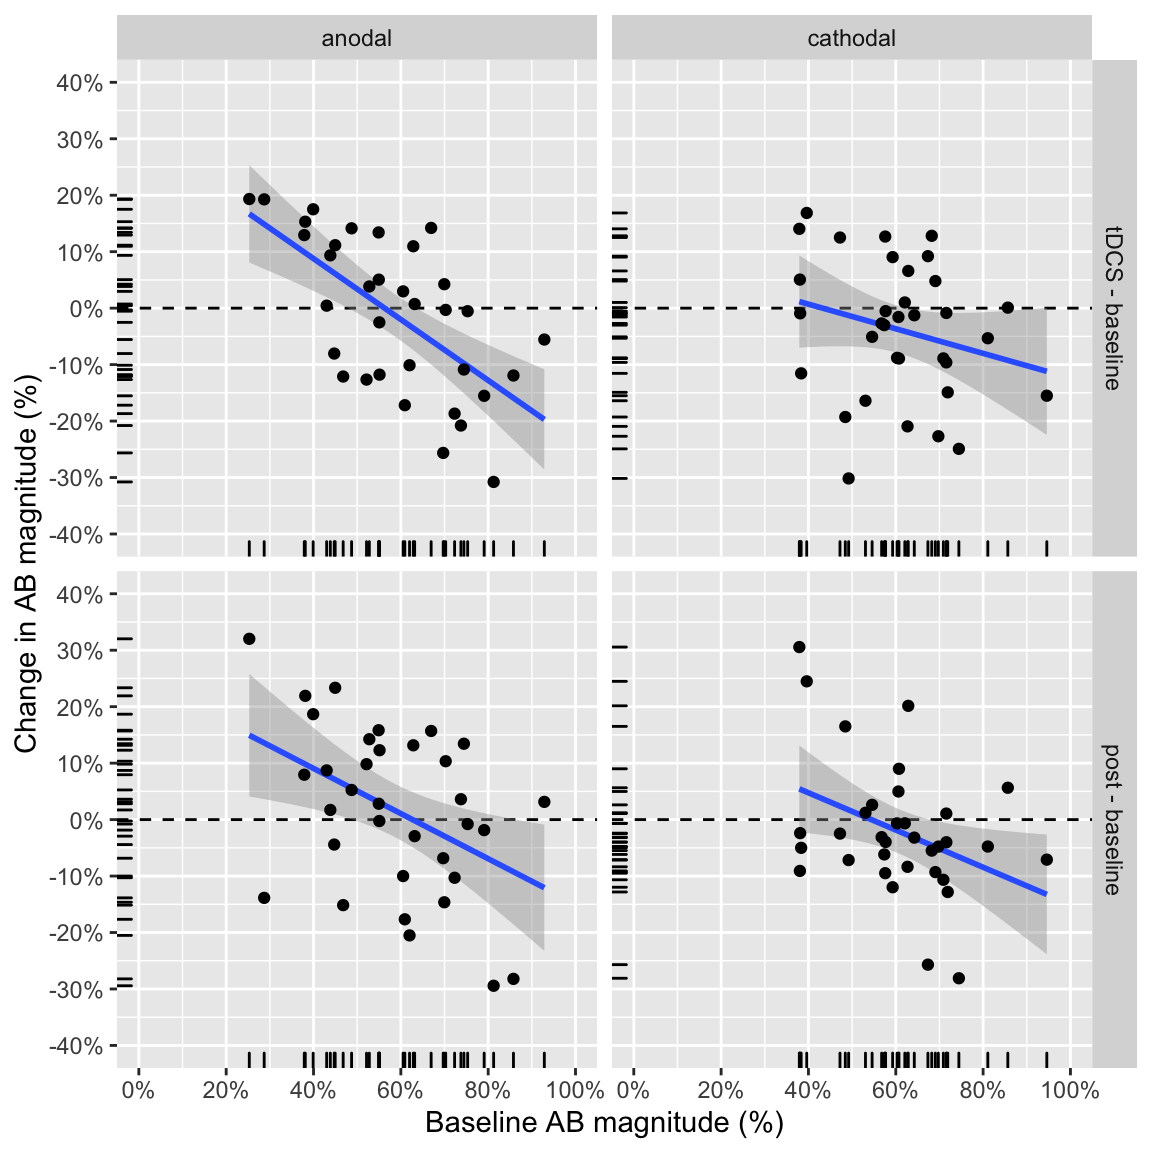 anodal
cathodal
40%
30%
20%
10%
0%
-10%
-20%
-30%
-40%
tDCS - baseline
40%
30%
20%
10%
0%
-10%
-20%
-30%
-40%
post - baseline
Change in AB magnitude (%)
0% 20% 40% 60% 80% 100%
0% 20% 40% 60% 80% 100%
Baseline AB magnitude (%)